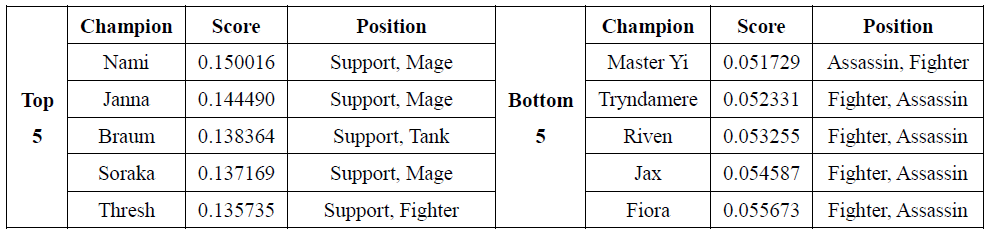 Champion Score Position Champion Score Position
Nami 0.150016 Support, Mage Master Yi 0.051729 Assassin, Fighter
Top Janna 0.144490 Support, Mage Bottom Tryndamere 0.052331 Fighter, Assassin
5 Braum 0.138364 Support, Tank 5 Riven 0.053255 Fighter, Assassin
Soraka 0.137169 Support, Mage Jax 0.054587 Fighter, Assassin
Thresh 0.135735 Support, Fighter Fiora 0.055673 Fighter, Assassin